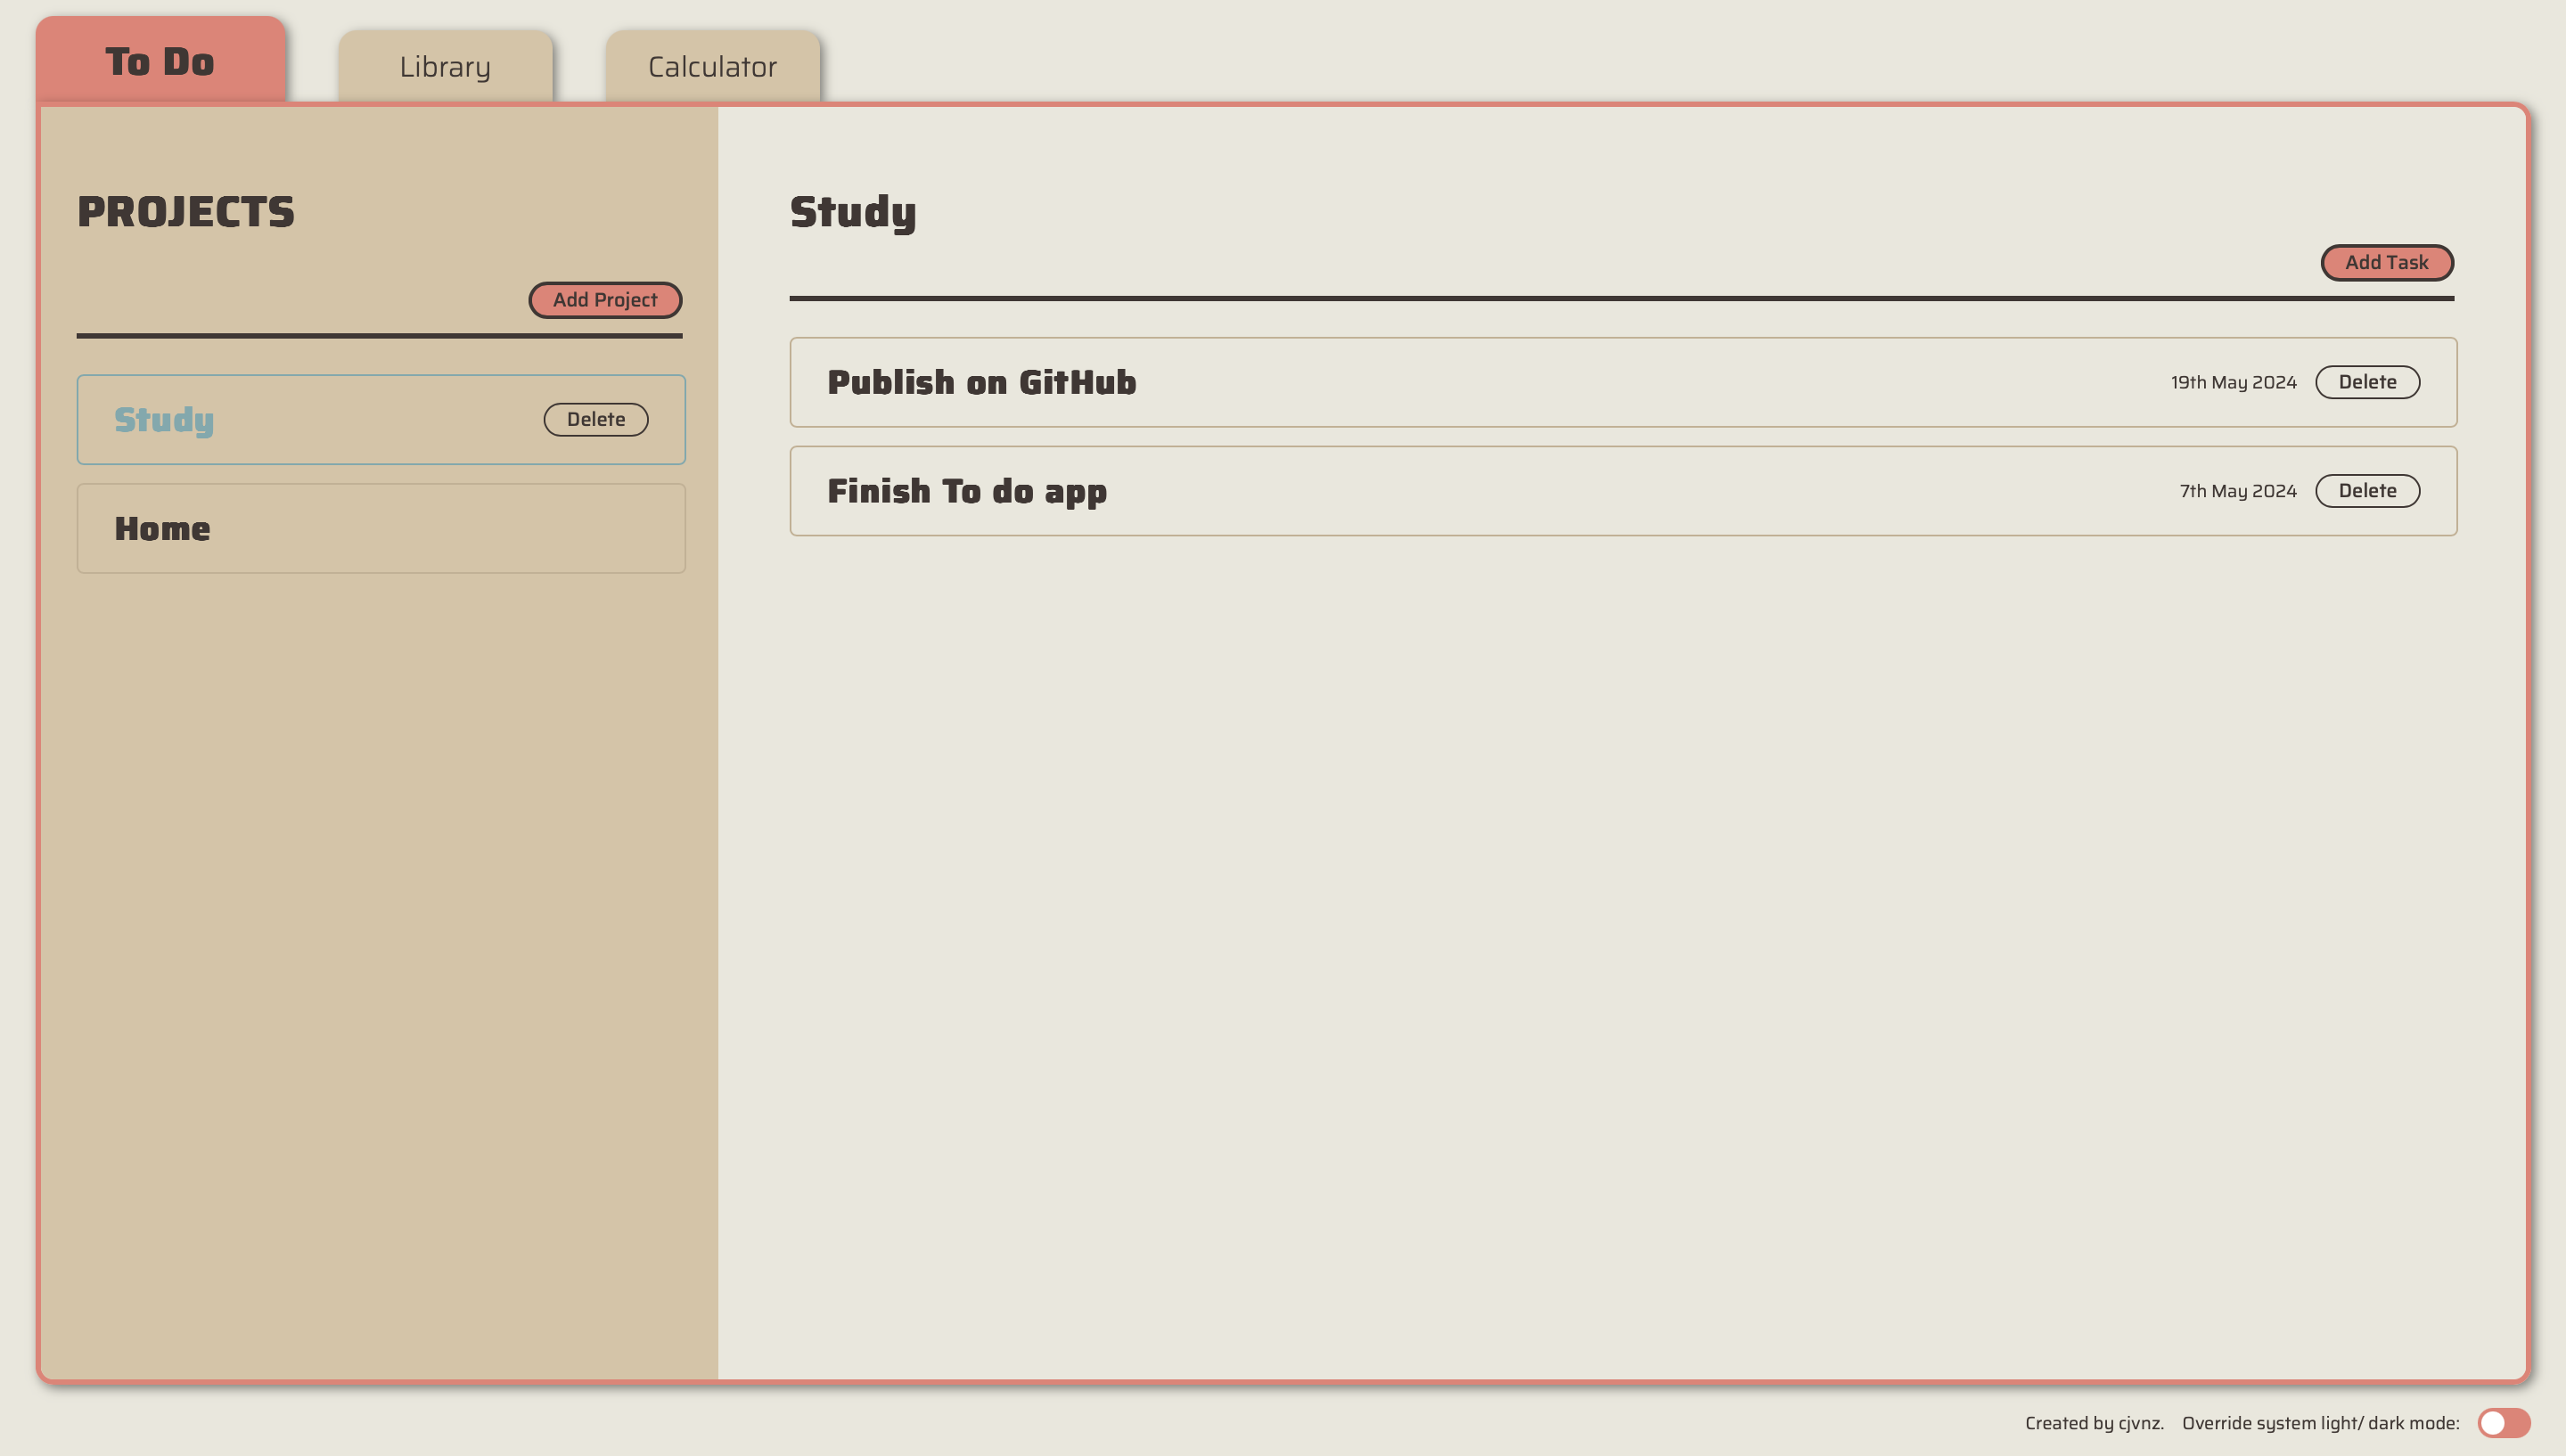 To Do
Library
Calculator
PROJECTS
Add Project
Study
Delete
Home
Study
Add Task
Publish on GitHub
19th May 2024
Delete
Finish To do app
7th May 2024
Delete
Created by cjvnz.
Override system light/ dark mode: